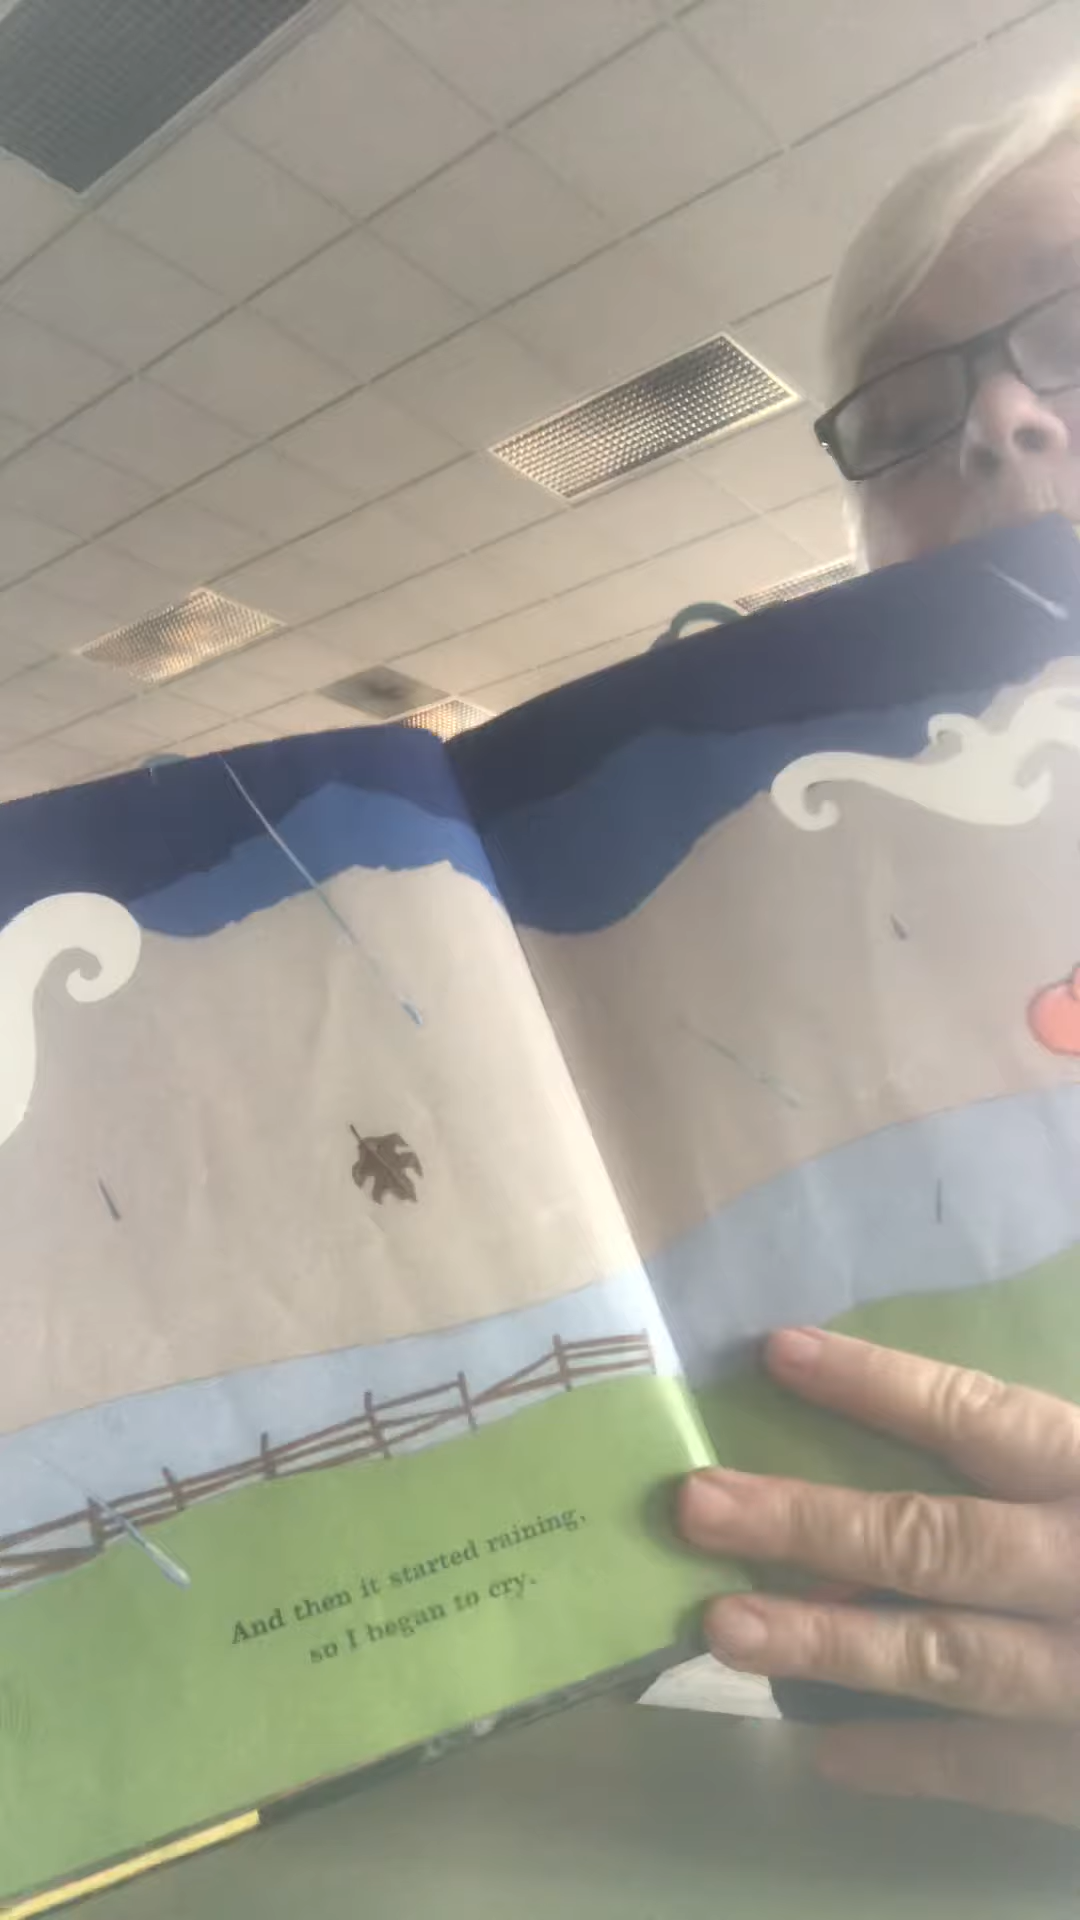 And then it started raining,
so I began to cry.